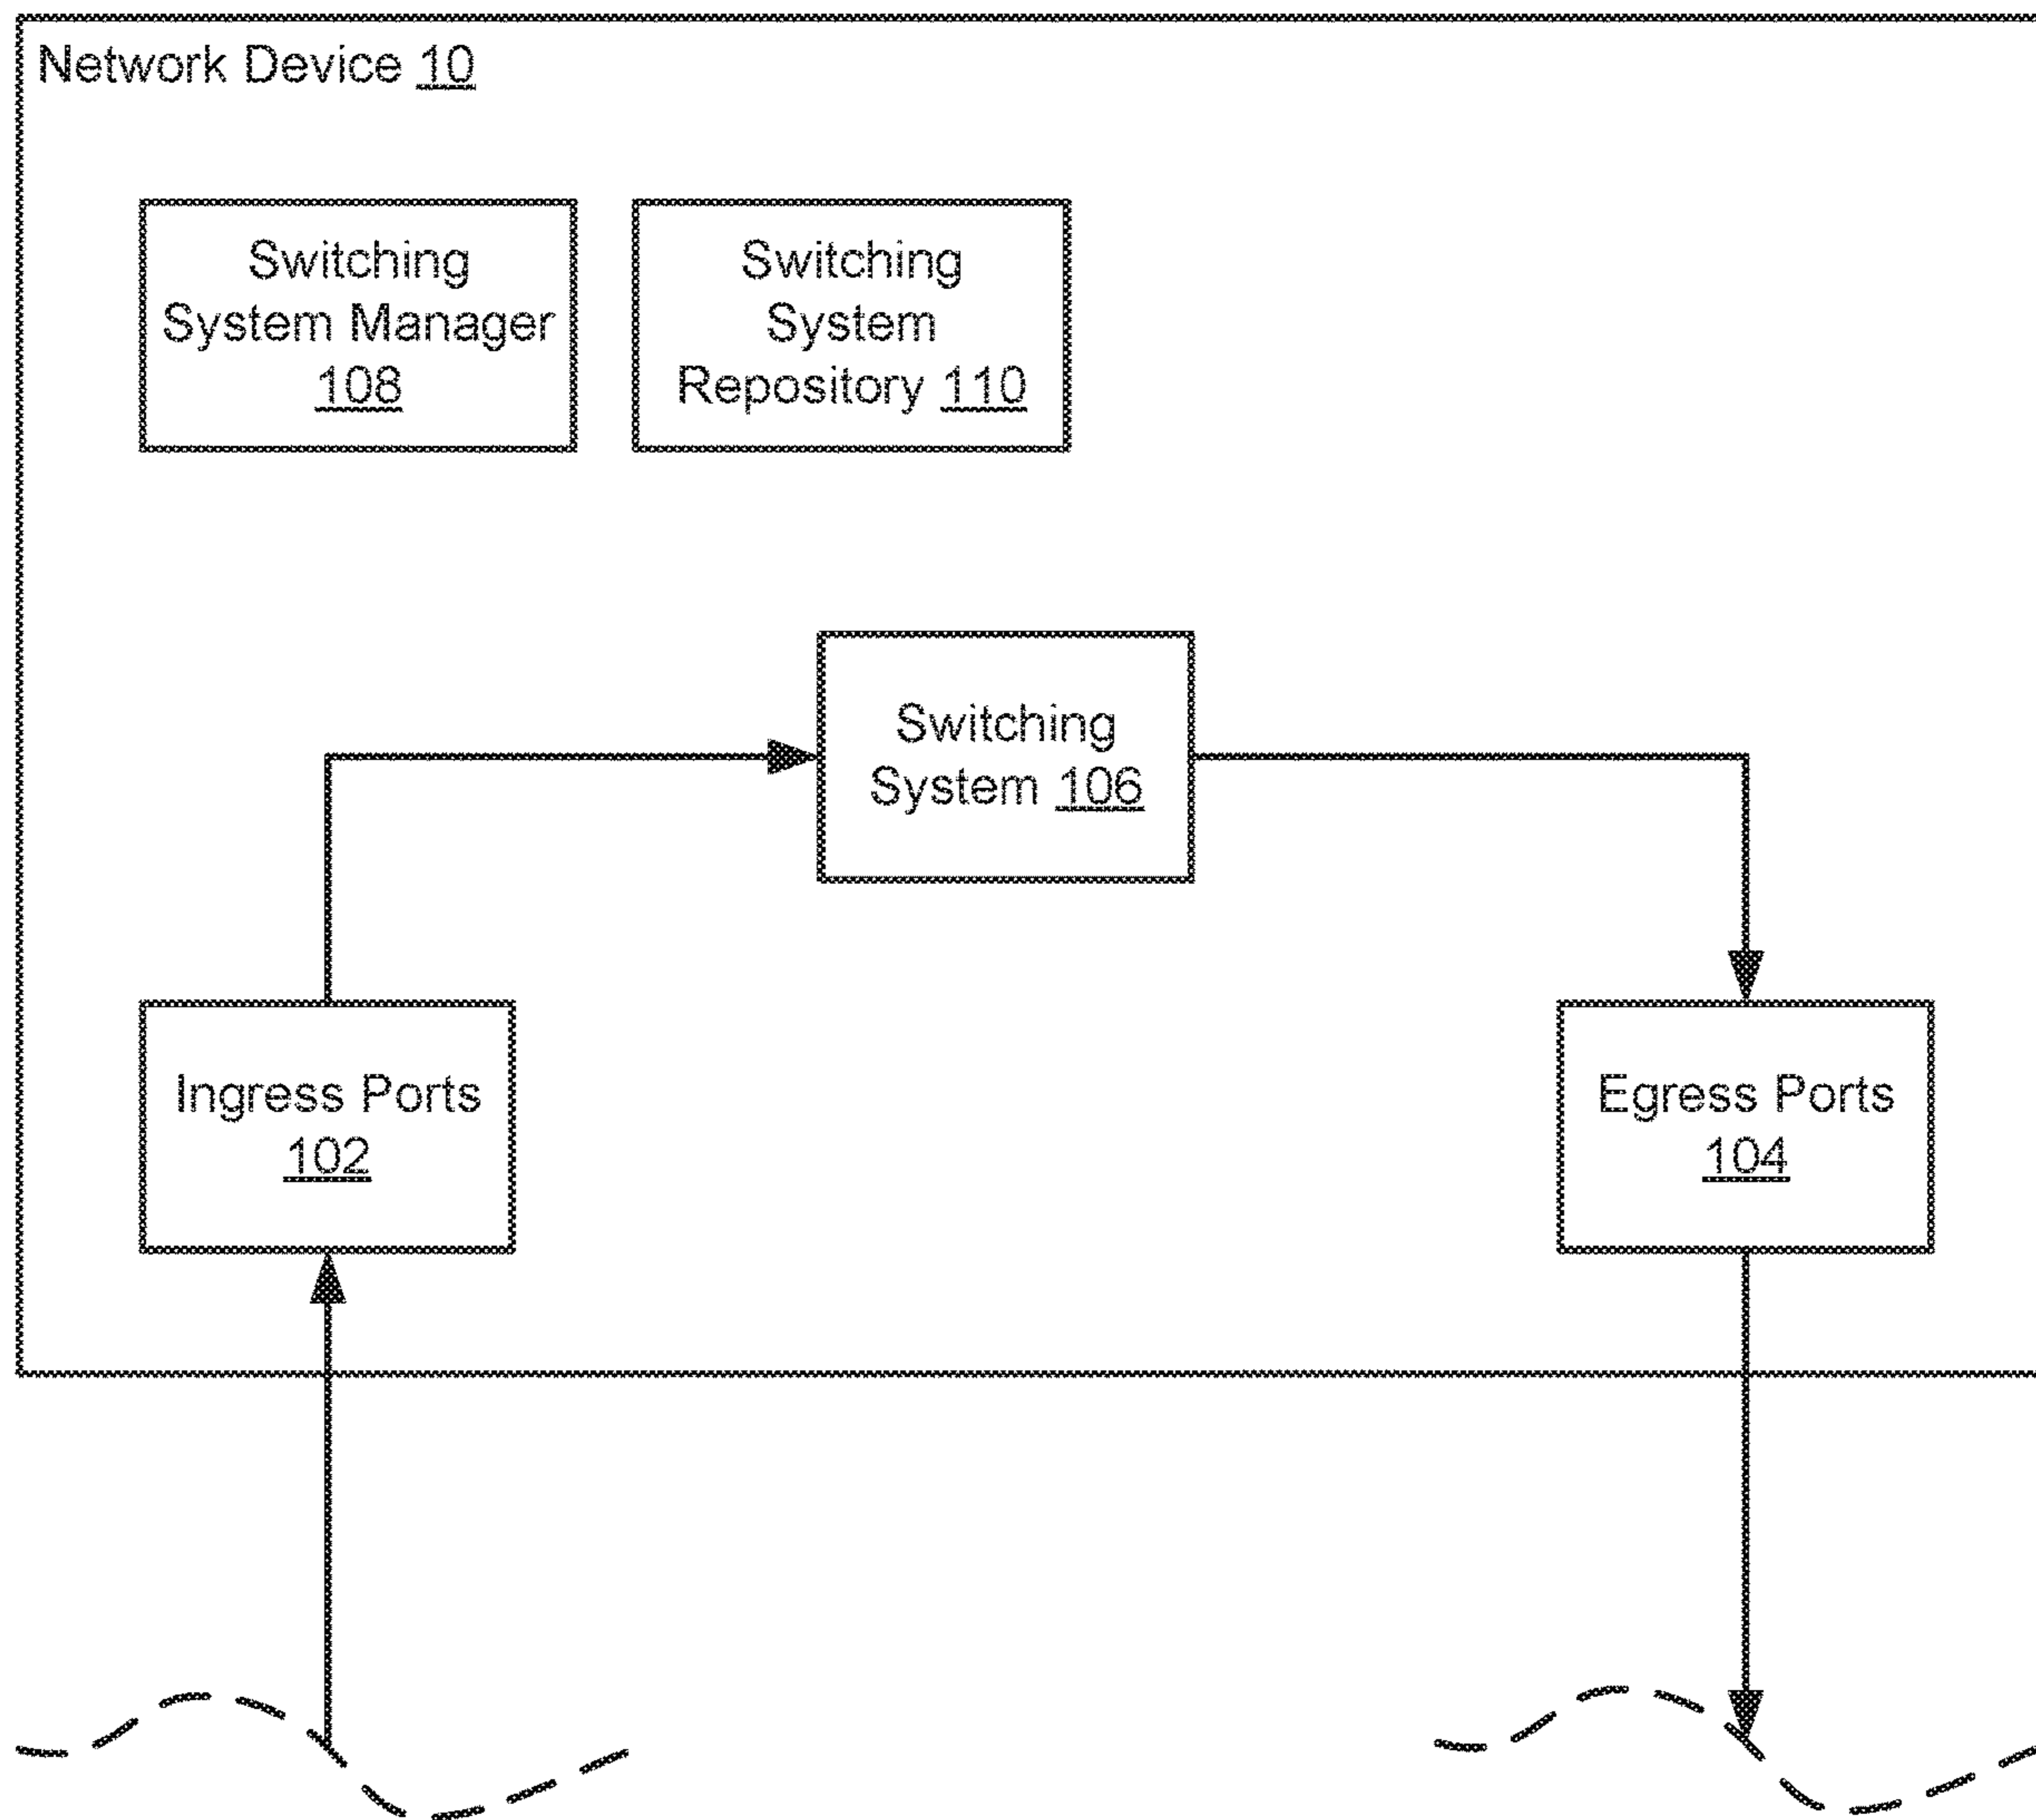 Network Device 10
Switching
System Manager
108
Switching
System
Repository 110
Switching
System 106
Ingress Ports
102
Egress Ports
104